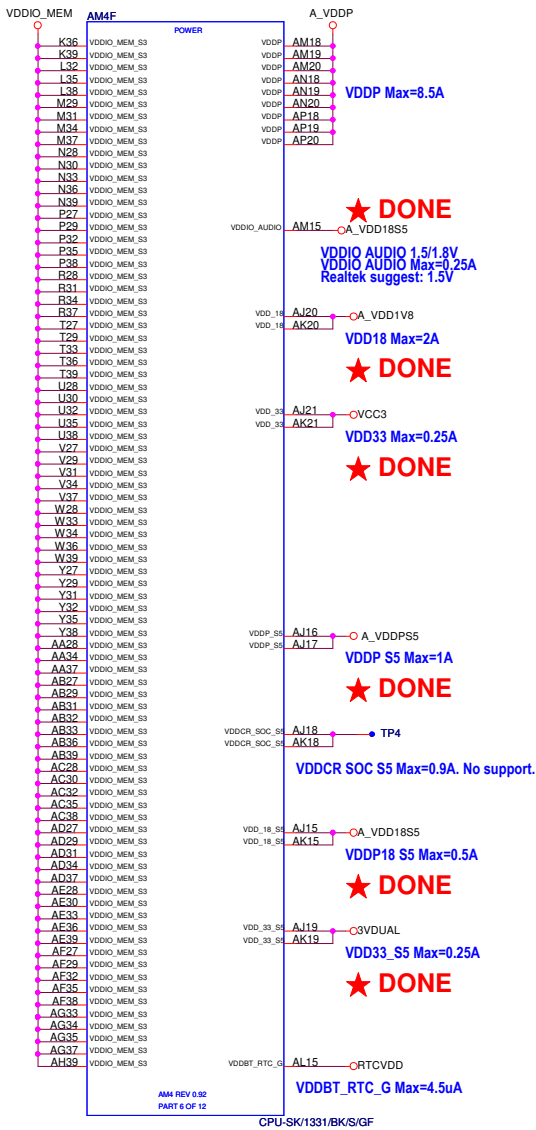 VDDIO_MEM AM4F A_VDDP
POWER
K36 VDDIO_MEM_S3 VDDP AM18
K39 VDDIO_MEM_S3 VDDP AM19
L32 VDDIO_MEM_S3 VDDP AM20
L35 VDDIO_MEM_S3 VDDP AN18
L38 VDDIO_MEM_S3 VDDP AN19 VDDP Max=8.5A
M29 VDDIO_MEM_S3 VDDP AN20
M31 VDDIO_MEM_S3 VDDP AP18
M34 VDDIO_MEM_S3 VDDP AP19
M37 VDDIO_MEM_S3 VDDP AP20
N28 VDDIO_MEM_S3
N30 VDDIO_MEM_S3
N33 VDDIO_MEM_S3
N36 VDDIO_MEM_S3
N39 VDDIO_MEM_S3
P27 VDDIO_MEM_S3 DONE
P29 VDDIO_MEM_S3 VDDIO_AUDIO AM15 A_VDD18S5
P32 VDDIO_MEM_S3
P35 VDDIO_MEM_S3 VDDIO AUDIO 1.5/1.8V
P38 VDDIO_MEM_S3 VDDIO AUDIO Max=0.25A
R28 VDDIO_MEM_S3 Realtek suggest: 1.5V
R31 VDDIO_MEM_S3
R34 VDDIO_MEM_S3
R37 VDDIO_MEM_S3 VDD_18 AJ20 A_VDD1V8
T27 VDDIO_MEM_S3 VDD_18 AK20
T29 VDDIO_MEM_S3 VDD18 Max=2A
T33 VDDIO_MEM_S3
T36 VDDIO_MEM_S3 DONE
T39 VDDIO_MEM_S3
U28 VDDIO_MEM_S3
U30 VDDIO_MEM_S3
U32 VDDIO_MEM_S3 VDD_33 AJ21 VCC3
U35 VDDIO_MEM_S3 VDD_33 AK21
U38 VDDIO_MEM_S3 VDD33 Max=0.25A
V27 VDDIO_MEM_S3
V29 VDDIO_MEM_S3 DONE
V31 VDDIO_MEM_S3
V34 VDDIO_MEM_S3
V37 VDDIO_MEM_S3
W28 VDDIO_MEM_S3
W33 VDDIO_MEM_S3
W34 VDDIO_MEM_S3
W36 VDDIO_MEM_S3
W39 VDDIO_MEM_S3
Y27 VDDIO_MEM_S3
Y29 VDDIO_MEM_S3
Y31 VDDIO_MEM_S3
Y32 VDDIO_MEM_S3
Y35 VDDIO_MEM_S3
Y38 VDDIO_MEM_S3 VDDP_S5 AJ16 A_VDDPS5
AA28 VDDIO_MEM_S3 VDDP_S5 AJ17
AA34 VDDIO_MEM_S3 VDDP S5 Max=1A
AA37 VDDIO_MEM_S3
AB27 VDDIO_MEM_S3 DONE
AB29 VDDIO_MEM_S3
AB31 VDDIO_MEM_S3
AB32 VDDIO_MEM_S3
AB33 VDDIO_MEM_S3 VDDCR_SOC_S5 AJ18 TP4
AB36 VDDIO_MEM_S3 VDDCR_SOC_S5 AK18
AB39 VDDIO_MEM_S3
AC28 VDDIO_MEM_S3 VDDCR SOC S5 Max=0.9A. No support.
AC30 VDDIO_MEM_S3
AC32 VDDIO_MEM_S3
AC35 VDDIO_MEM_S3
AC38 VDDIO_MEM_S3
AD27 VDDIO_MEM_S3 VDD_18_S5 AJ15 A_VDD18S5
AD29 VDDIO_MEM_S3 VDD_18_S5 AK15
AD31 VDDIO_MEM_S3 VDDP18 S5 Max=0.5A
AD34 VDDIO_MEM_S3
AD37 VDDIO_MEM_S3 DONE
AE28 VDDIO_MEM_S3
AE30 VDDIO_MEM_S3
AE33 VDDIO_MEM_S3
AE36 VDDIO_MEM_S3 VDD_33_S5 AJ19 3VDUAL
AE39 VDDIO_MEM_S3 VDD_33_S5 AK19
AF27 VDDIO_MEM_S3 VDD33_S5 Max=0.25A
AF29 VDDIO_MEM_S3
AF32 VDDIO_MEM_S3
AF35 VDDIO_MEM_S3 DONE
AF38 VDDIO_MEM_S3
AG33 VDDIO_MEM_S3
AG34 VDDIO_MEM_S3
AG35 VDDIO_MEM_S3
AG37 VDDIO_MEM_S3
AH39 VDDIO_MEM_S3 VDDBT_RTC_G AL15 RTCVDD
VDDBT_RTC_G Max=4.5uA
AM4 REV 0.92
PART 6 OF 12
CPU-SK/1331/BK/S/GF